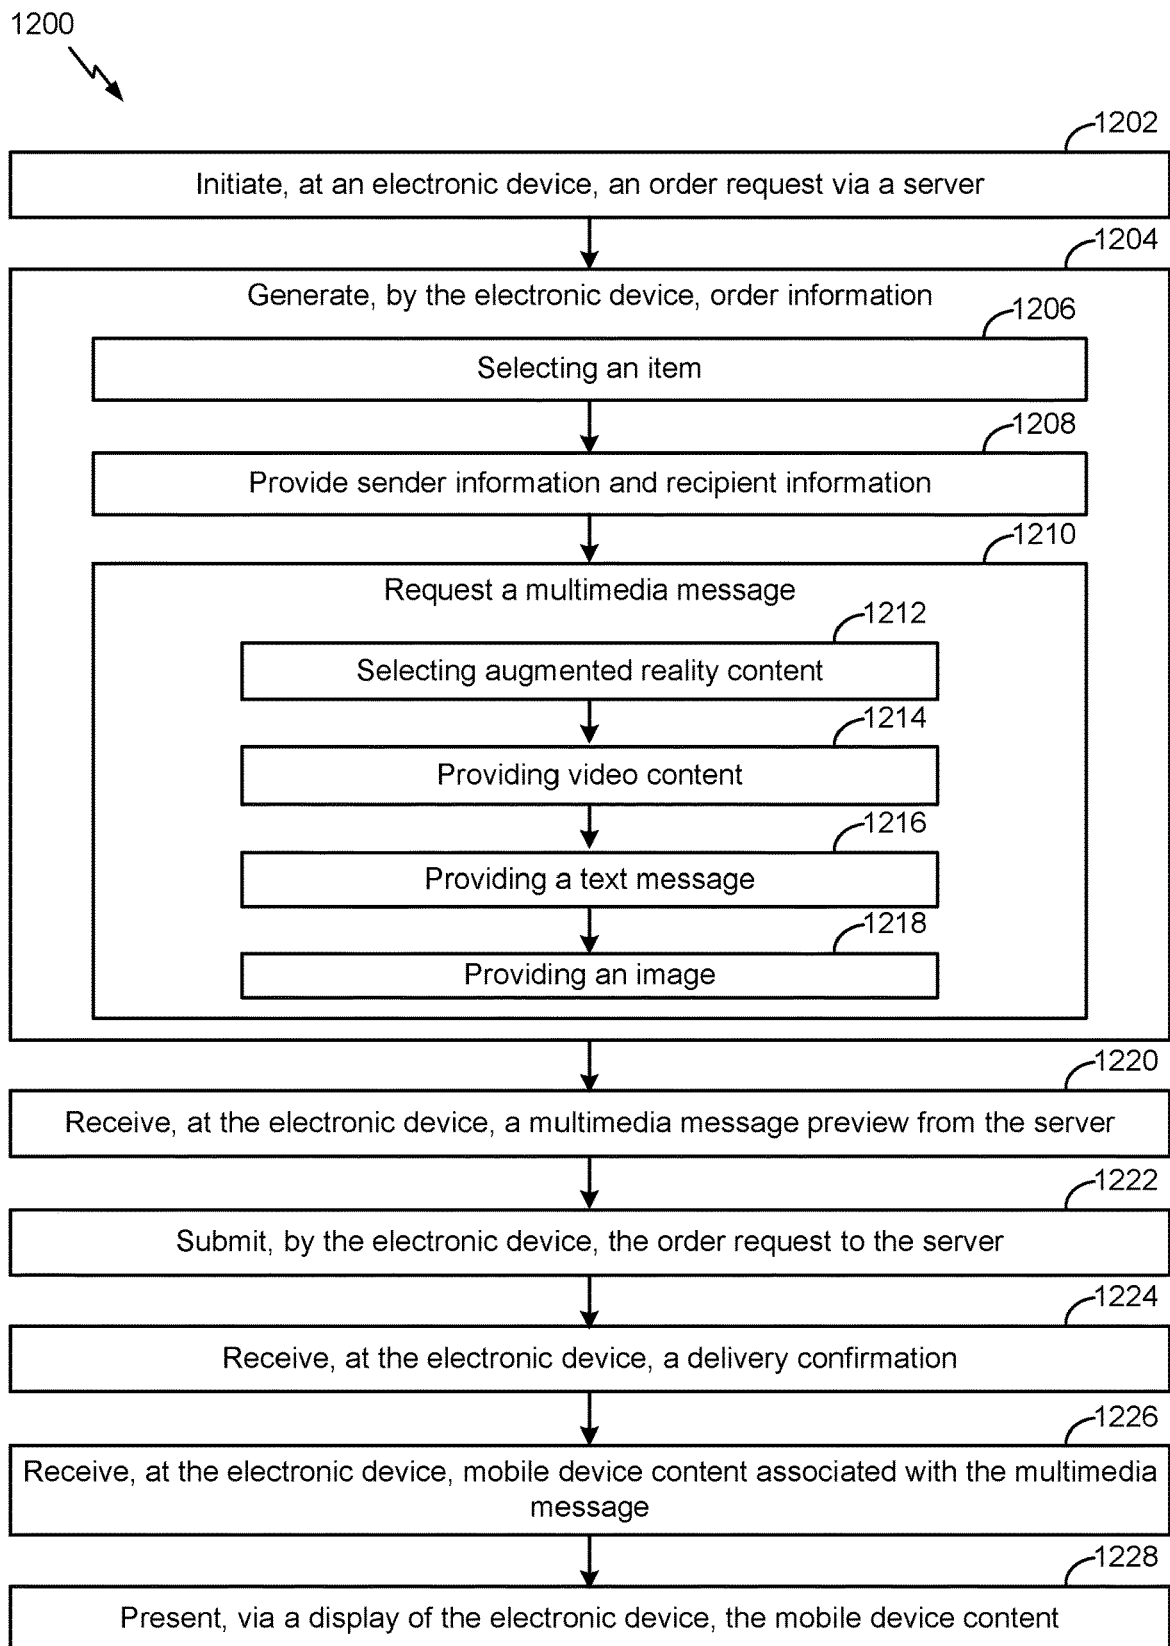 1200
1202
Initiate, at an electronic device, an order request via a server
1204
Generate, by the electronic device, order information
1206
Selecting an item
1208
Provide sender information and recipient information
1210
Request a multimedia message
1212
Selecting augmented reality content
1214
Providing video content
1216
Providing a text message
1218
Providing an image
1220
Receive, at the electronic device, a multimedia message preview from the server
1222
Submit, by the electronic device, the order request to the server
1224
Receive, at the electronic device, a delivery confirmation
1226
Receive, at the electronic device, mobile device content associated with the multimedia
message
1228
Present, via a display of the electronic device, the mobile device content